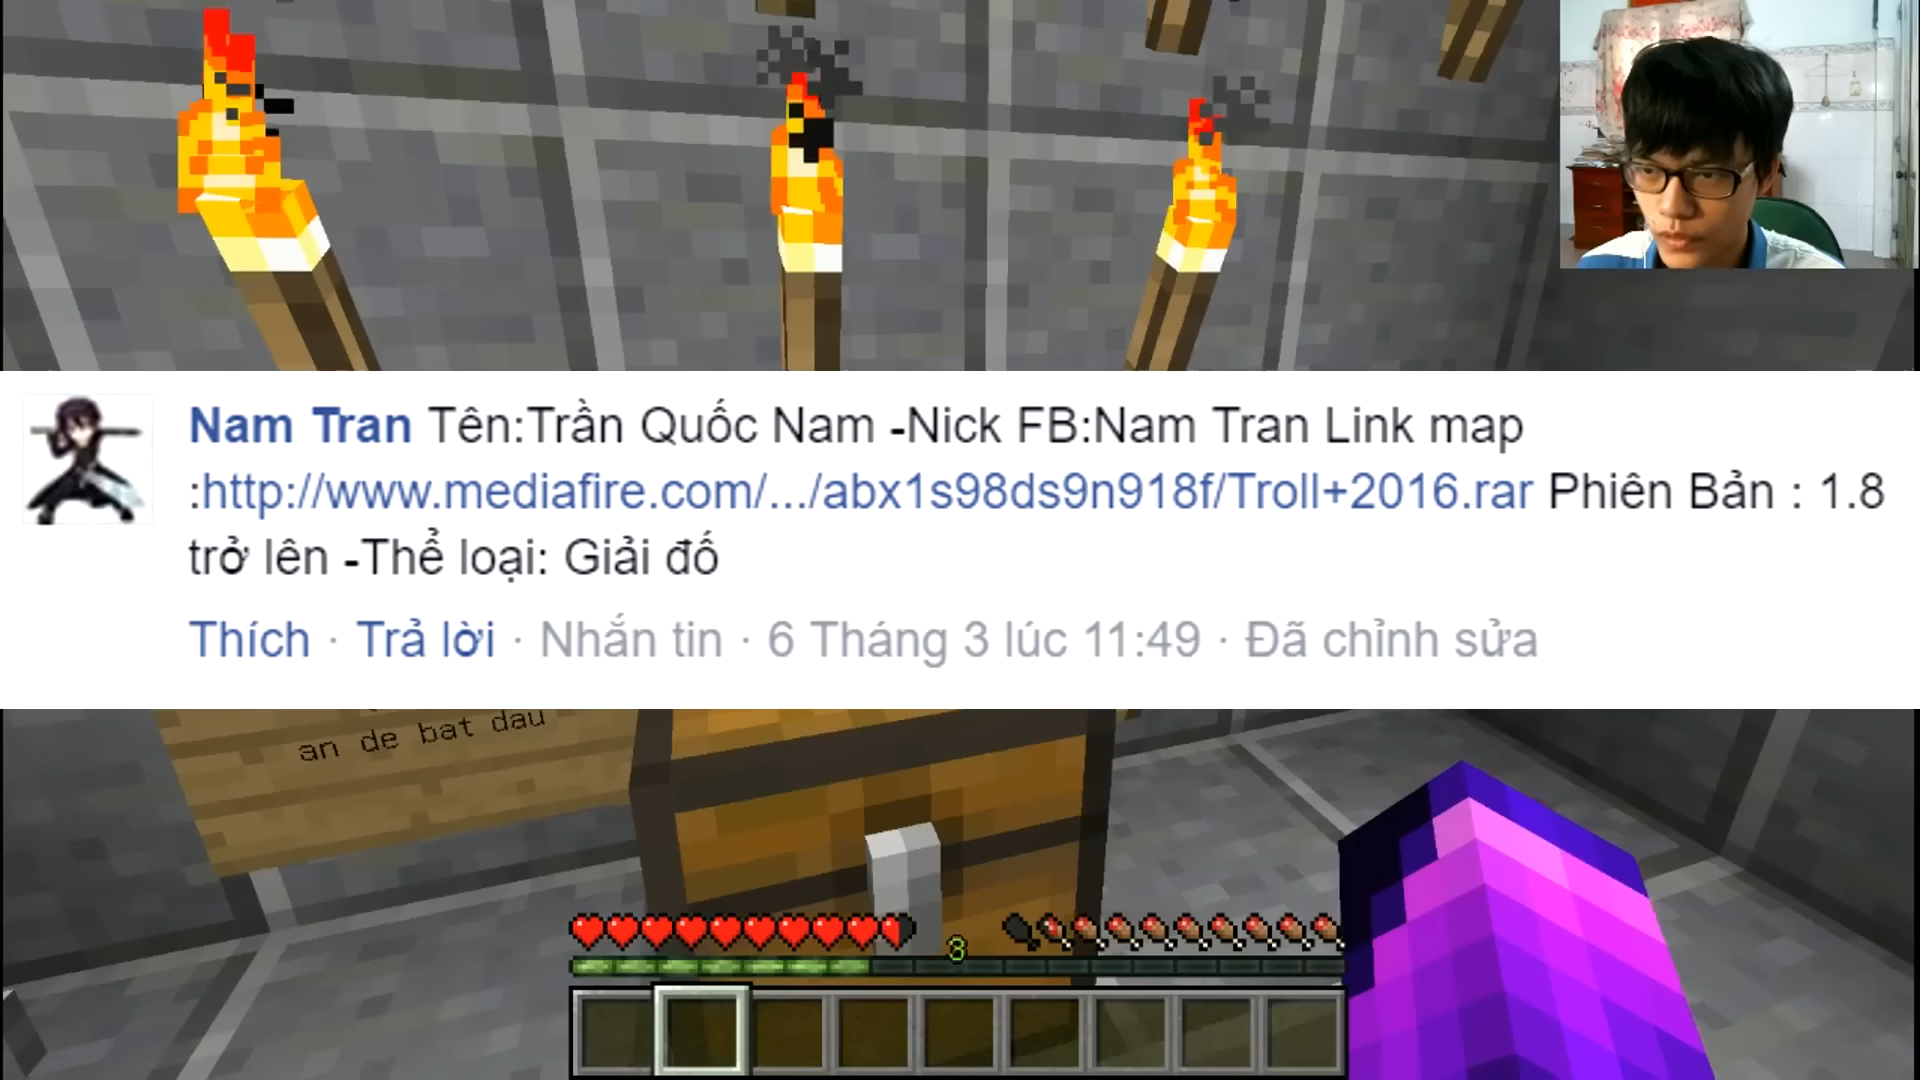 Nam Tran Tên:Trần Quốc Nam -Nick FB:Nam Tran Link map
:http://www.mediafire.com/.../abx1s98ds9n918f/Troll+2016.rar Phiên Bản : 1.8
trở lên -Thể loại: Giải đố
Thích · Trả lời · Nhắn tin · 6 Tháng 3 lúc 11:49 · Đã chỉnh sửa
an de bat dau
8